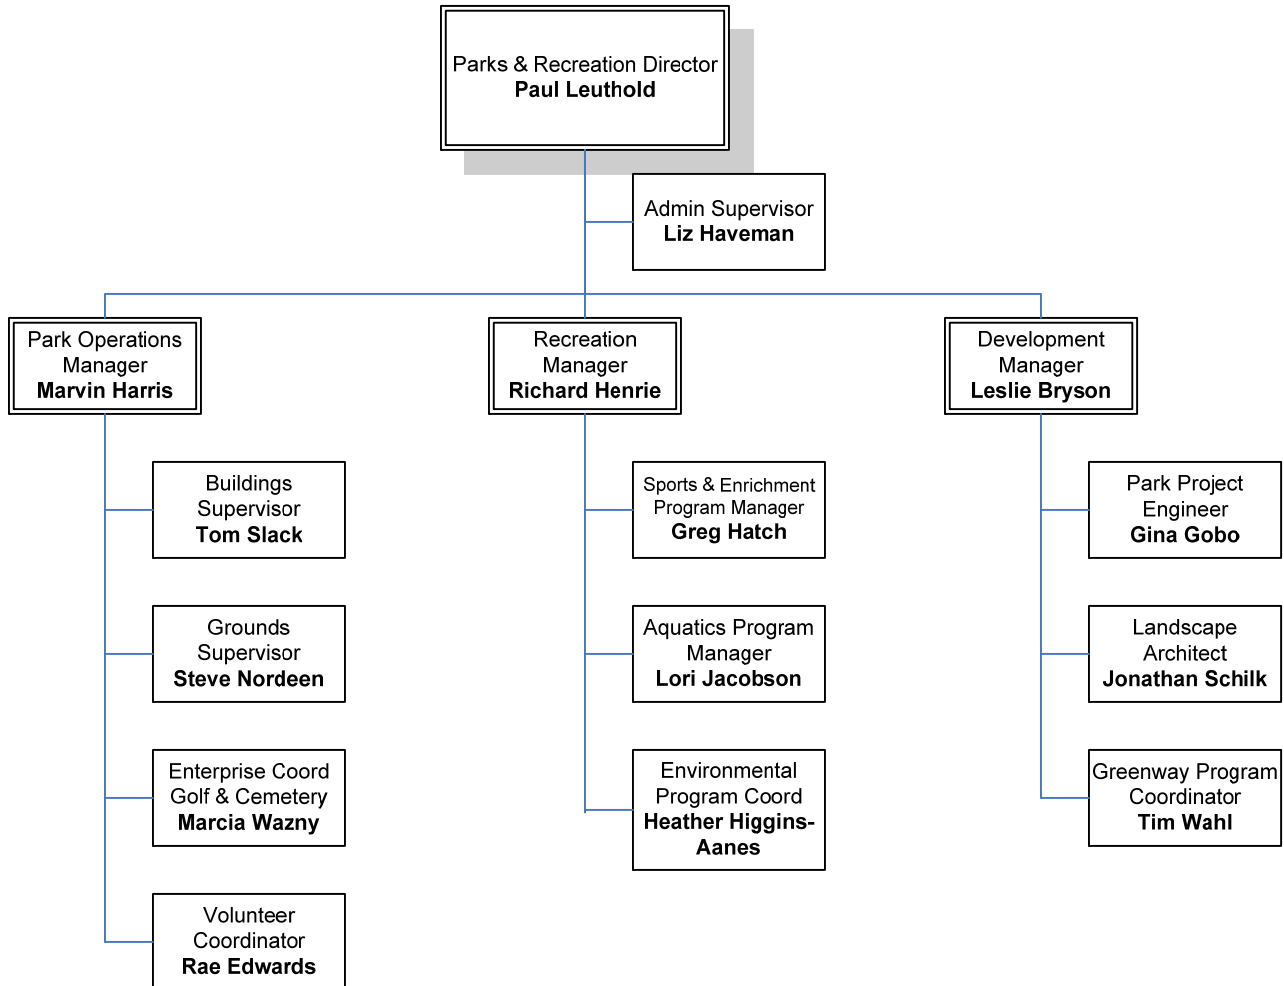 Parks & Recreation Director
Paul Leuthold
Admin Supervisor
Liz Haveman
Park Operations
Manager
Marvin Harris
Recreation
Manager
Richard Henrie
Development
Manager
Leslie Bryson
Buildings
Supervisor
Tom Slack
Sports & Enrichment
Program Manager
Greg Hatch
Park Project
Engineer
Gina Gobo
Grounds
Supervisor
Steve Nordeen
Aquatics Program
Manager
Lori Jacobson
Landscape
Architect
Jonathan Schilk
Enterprise Coord
Golf & Cemetery
Marcia Wazny
Environmental
Program Coord
Heather Higgins-
Aanes
Greenway Program
Coordinator
Tim Wahl
Volunteer
Coordinator
Rae Edwards